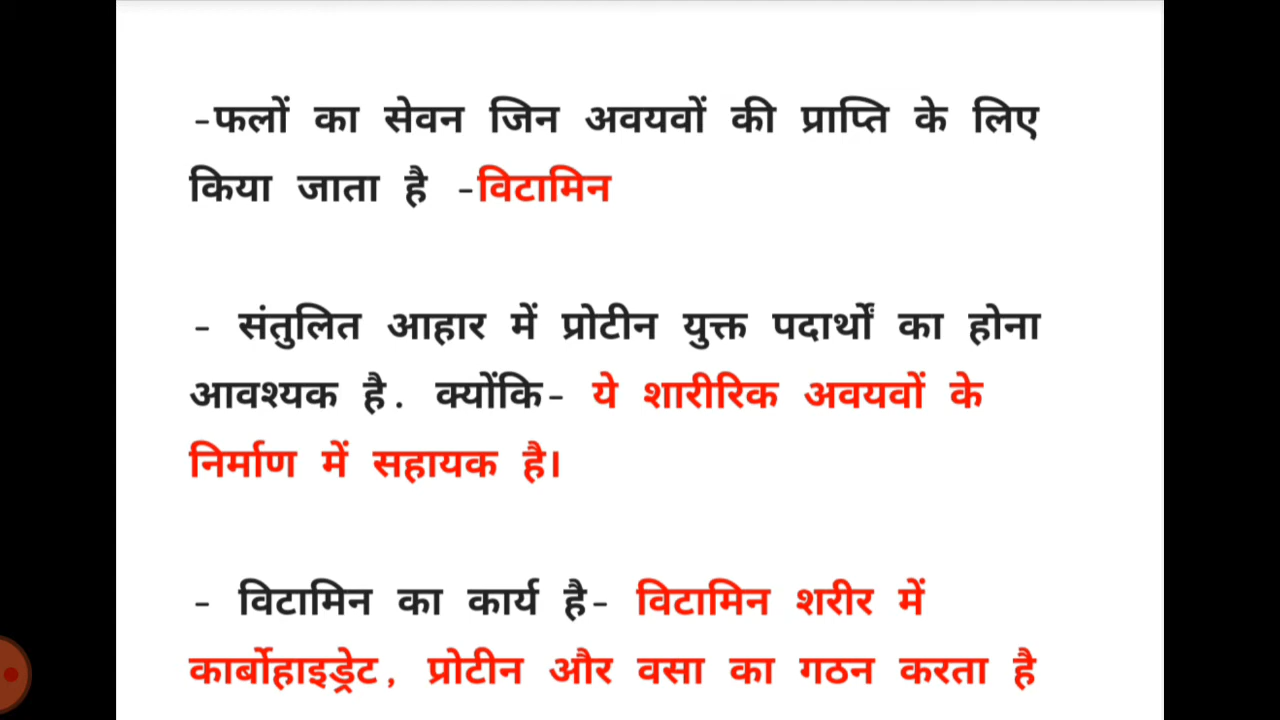 -फलों का सेवन जिन अवयवों की प्राप्ति के लिए
किया जाता है -विटामिन
- संतुलित आहार में प्रोटीन युक्त पदार्थों का होना
आवश्यक है. क्योंकि- ये शारीरिक अवयवों के
निर्माण में सहायक है।
- विटामिन का कार्य है- विटामिन शरीर में
कार्बोहाइड्रेट, प्रोटीन और वसा का गठन करता है